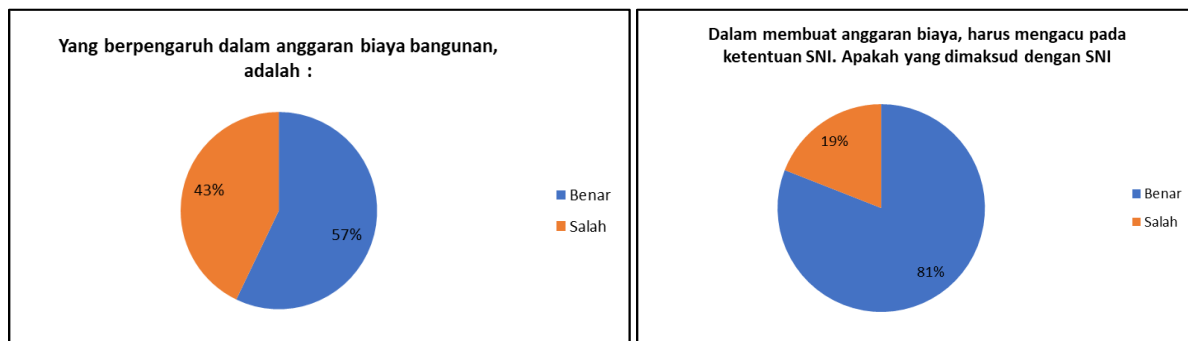 Yang berpengaruh dalam anggaran biaya bangunan,
adalah :
43%
57%
Benar
Salah
Dalam membuat anggaran biaya, harus mengacu pada
ketentuan SNI. Apakah yang dimaksud dengan SNI
19%
81%
Benar
Salah